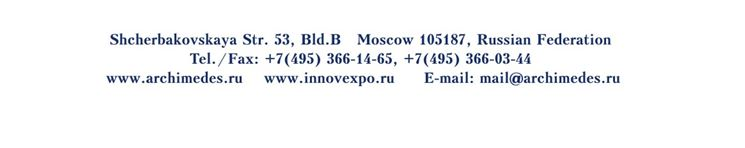 Shcherbakovskaya Str. 53, Bld.B Moscow 105187, Russian Federation
Tel./Fax: +7(495) 366-14-65, +7(495) 366-03-44
www.archimedes.ru www.innovexpo.ru E-mail: mail@archimedes.ru